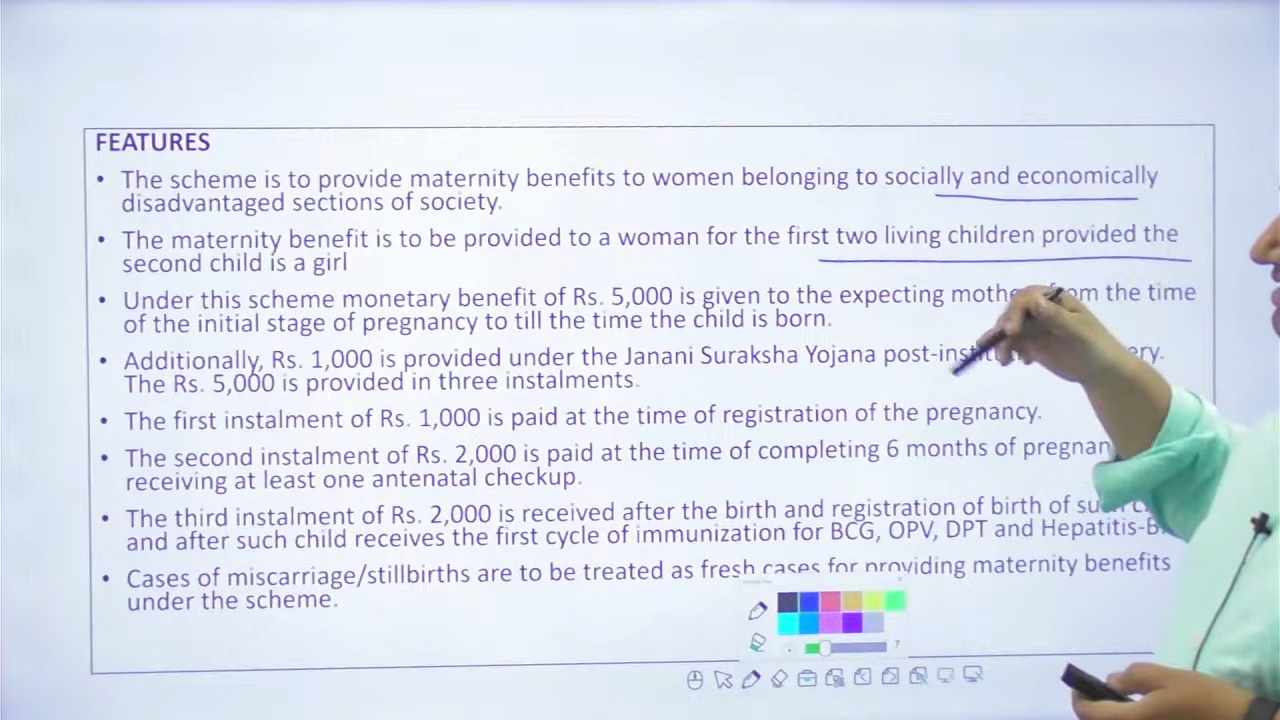 FEATURES
• The scheme is to provide maternity benefits to women belonging to socially and economically
disadvantaged sections of society.
• The maternity benefit is to be provided to a woman for the first two living children provided the
second child is a girl
• Under this scheme monetary benefit of Rs. 5,000 is given to the expecting from the time
of the initial stage of pregnancy to till the time the child is born.
• Additionally, Rs. 1,000 is provided under the Janani Suraksha Yojana
The Rs. 5,000 is provided in three instalments.
• The first instalment of Rs. 1,000 is paid at the time of registration of the pregnancy.
• The second instalment of Rs. 2,000 is paid at the time of completing 6 months of
receiving at least one antenatal checkup.
• The third instalment of Rs. 2,000 is received after the birth and registration of birth of
and after such child receives the first cycle of immunization for BCG, OPV, DPT and Hepatitis-B.
• Cases of miscarriage/stillbirths are to be treated as fresh cases for providing maternity benefits
under the scheme.
7